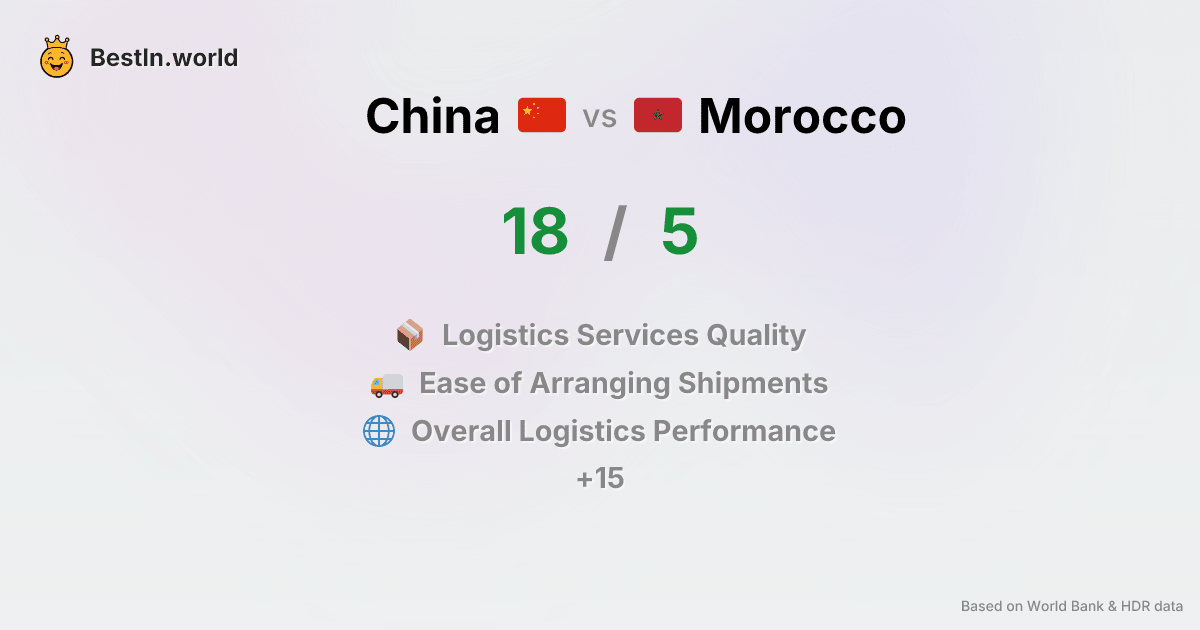 BestIn.world
China vs Morocco
18 / 5
Logistics Services Quality
Ease of Arranging Shipments
Overall Logistics Performance
+15
Based on World Bank & HDR data